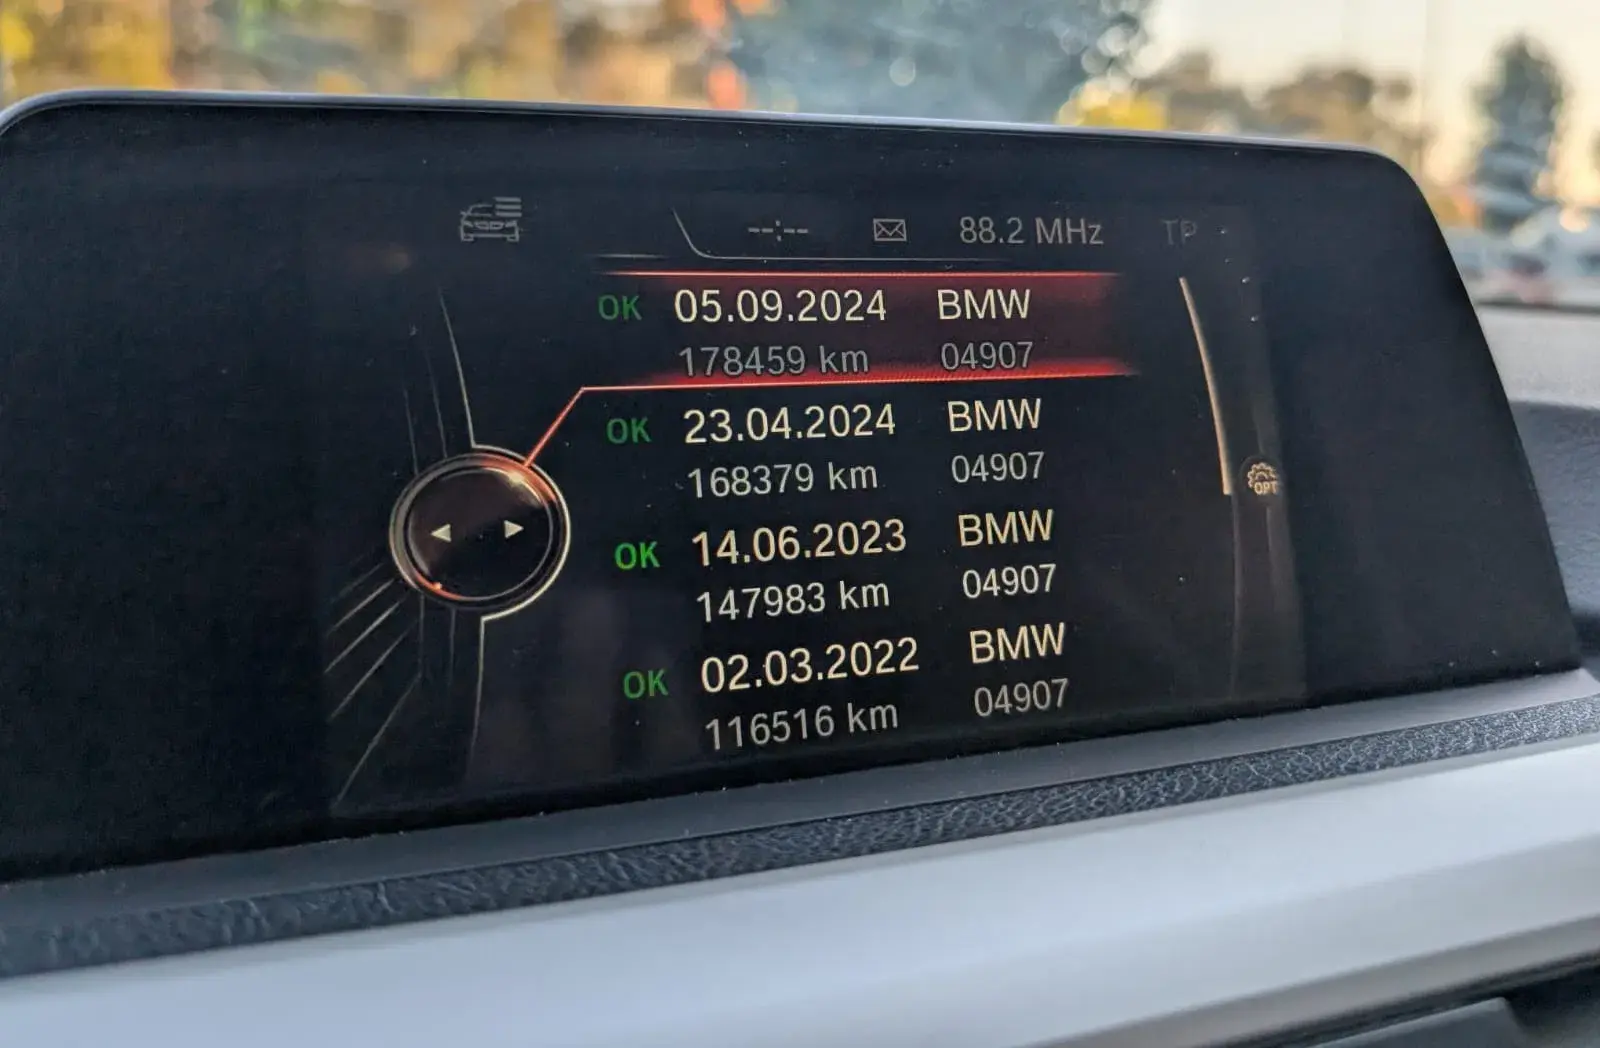 --:-- 88.2 MHz TP
OK 05.09.2024 BMW
178459 km 04907
OK 23.04.2024 BMW
168379 km 04907
OK 14.06.2023 BMW
147983 km 04907
OK 02.03.2022 BMW
116516 km 04907
OPT